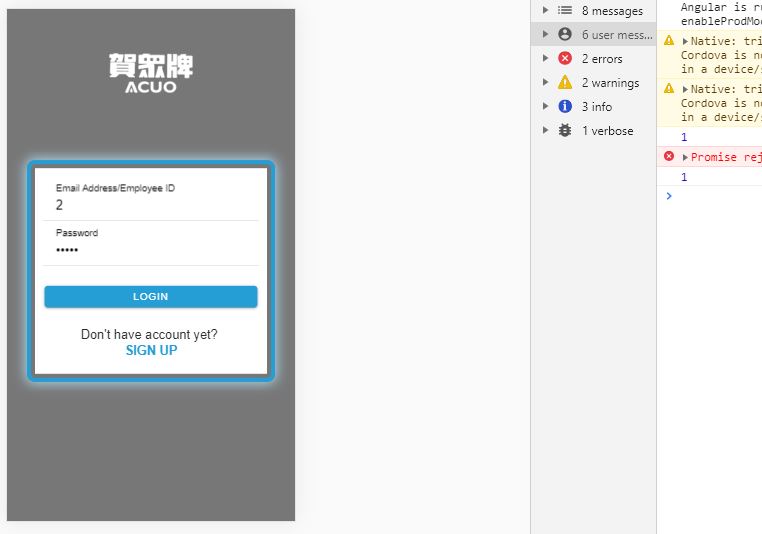 賀眾牌
ACUO
Email Address/Employee ID
2
Password
•••••
LOGIN
Don't have account yet?
SIGN UP
8 messages
6 user mess...
2 errors
2 warnings
3 info
1 verbose
Angular is ru
enableProdMod
Native: tri
Cordova is no
in a device/s
Native: tri
Cordova is no
in a device/s
1
Promise rej
1